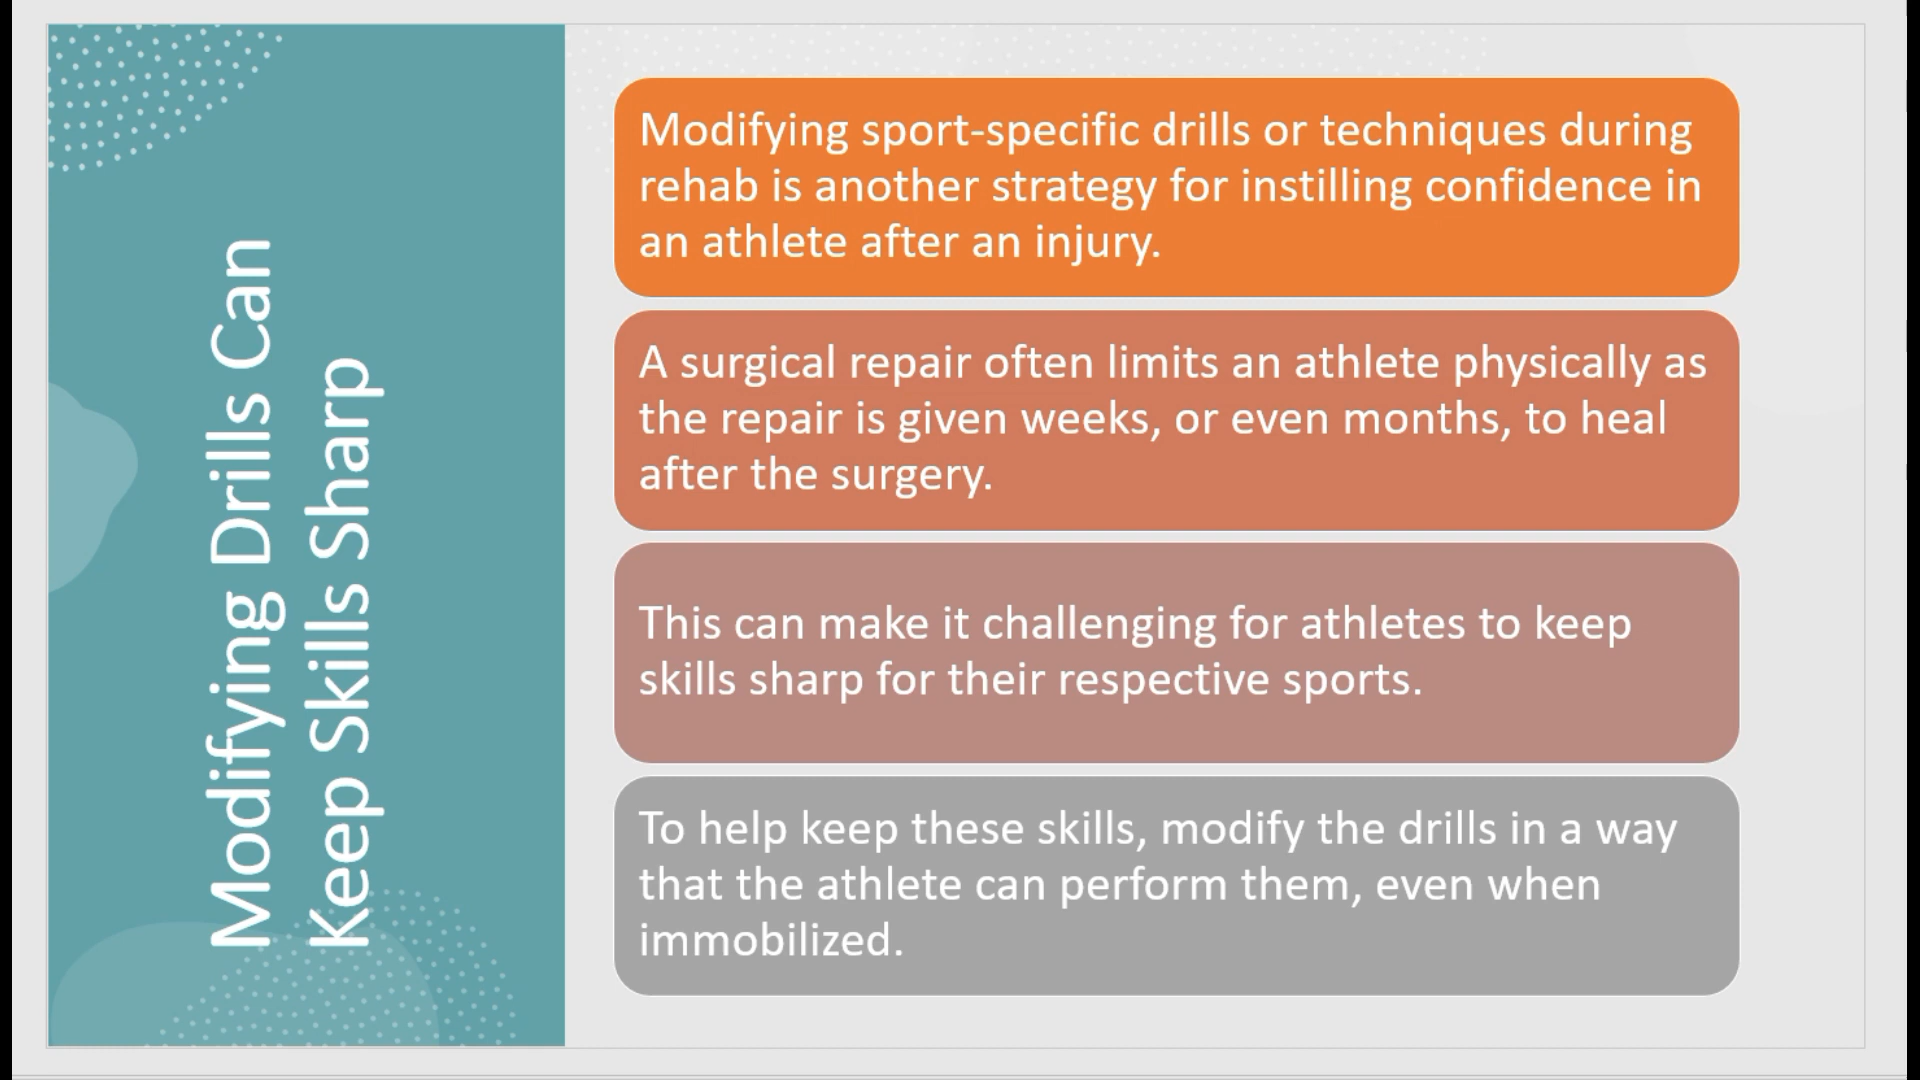 Modifying Drills Can
Keep Skills Sharp
Modifying sport-specific drills or techniques during
rehab is another strategy for instilling confidence in
an athlete after an injury.
A surgical repair often limits an athlete physically as
the repair is given weeks, or even months, to heal
after the surgery.
This can make it challenging for athletes to keep
skills sharp for their respective sports.
To help keep these skills, modify the drills in a way
that the athlete can perform them, even when
immobilized.